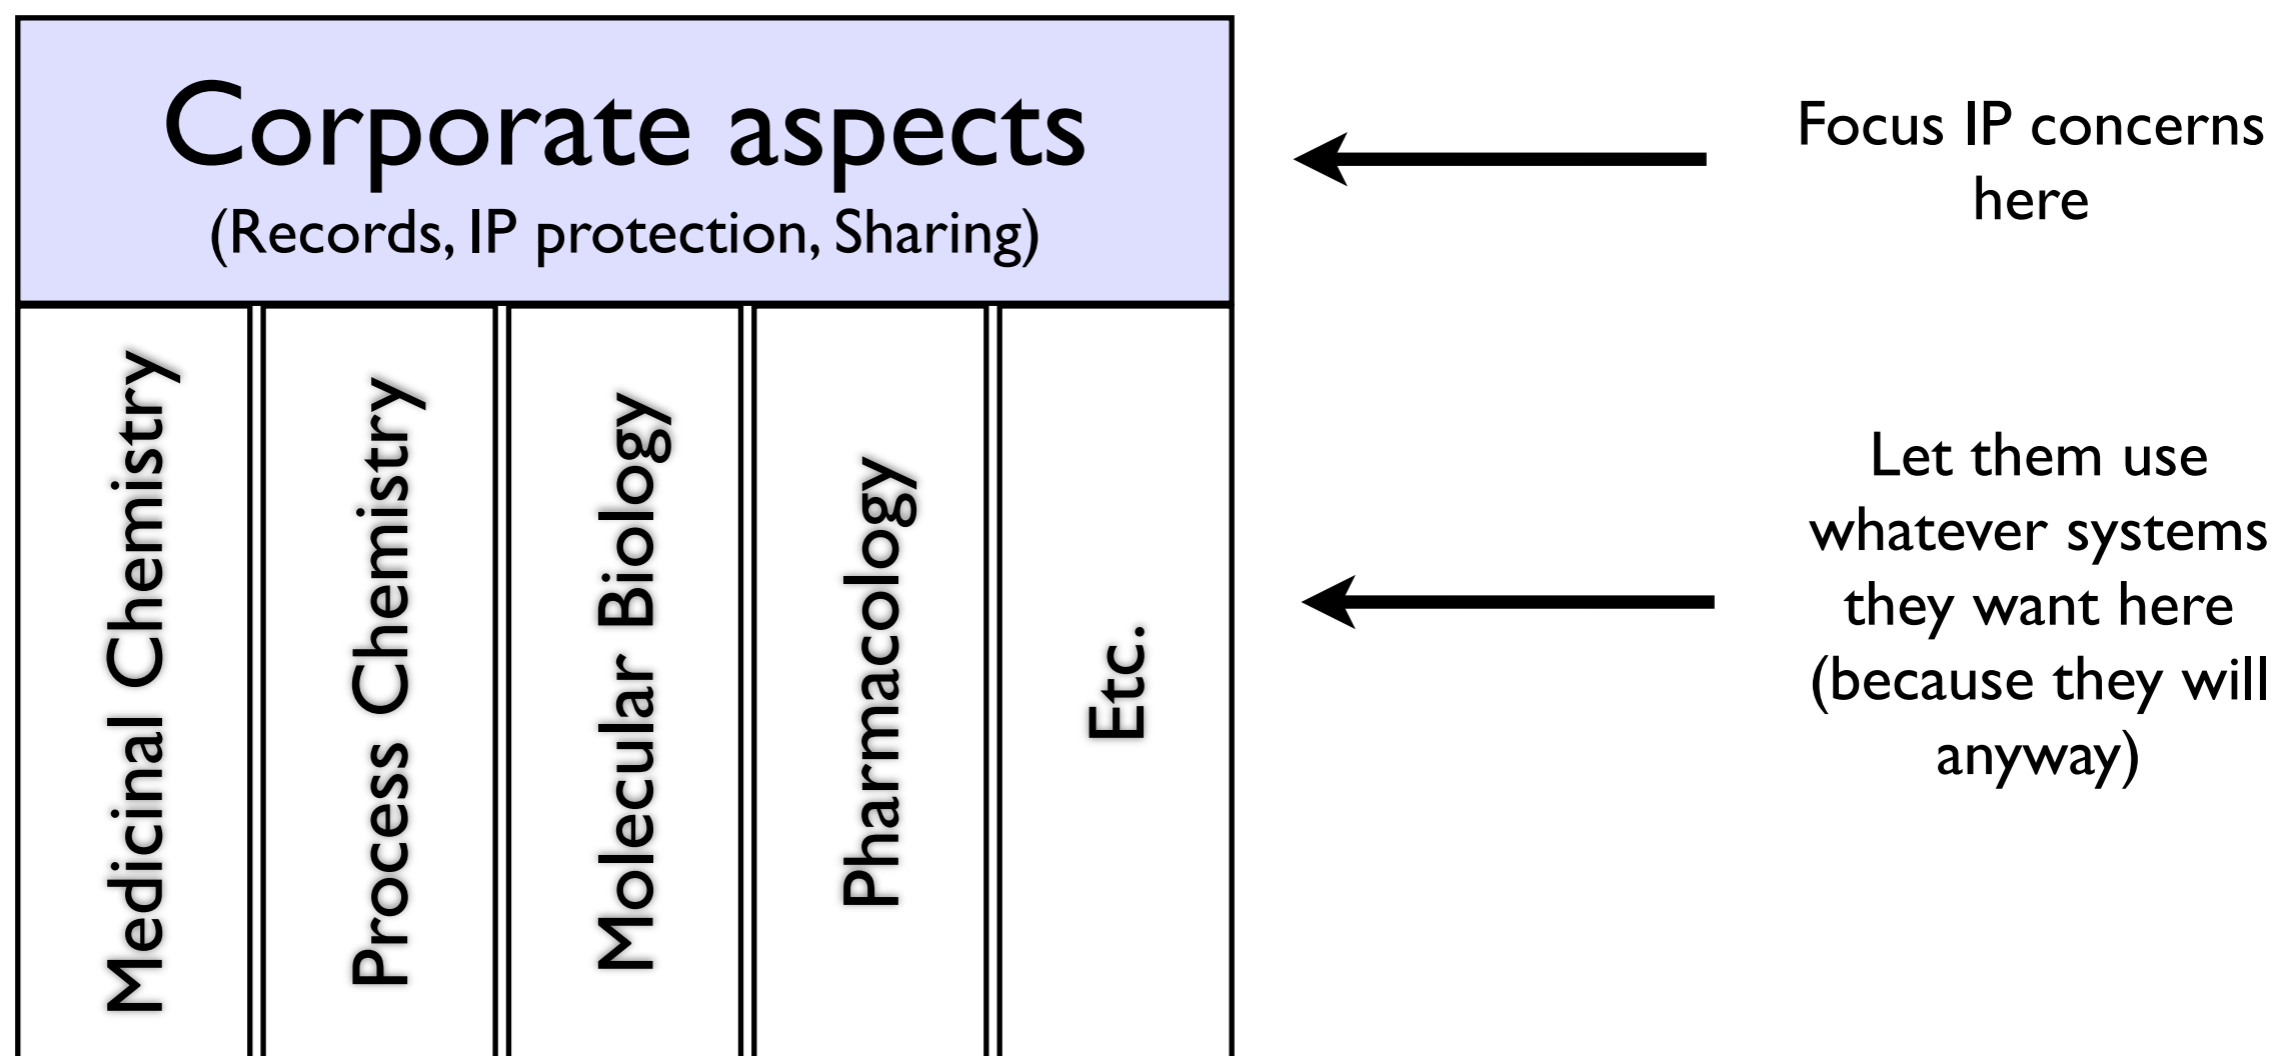 Corporate aspects
(Records, IP protection, Sharing)
Focus IP concerns
here
Medicinal Chemistry
Process Chemistry
Molecular Biology
Pharmacology
Etc.
Let them use
whatever systems
they want here
(because they will
anyway)